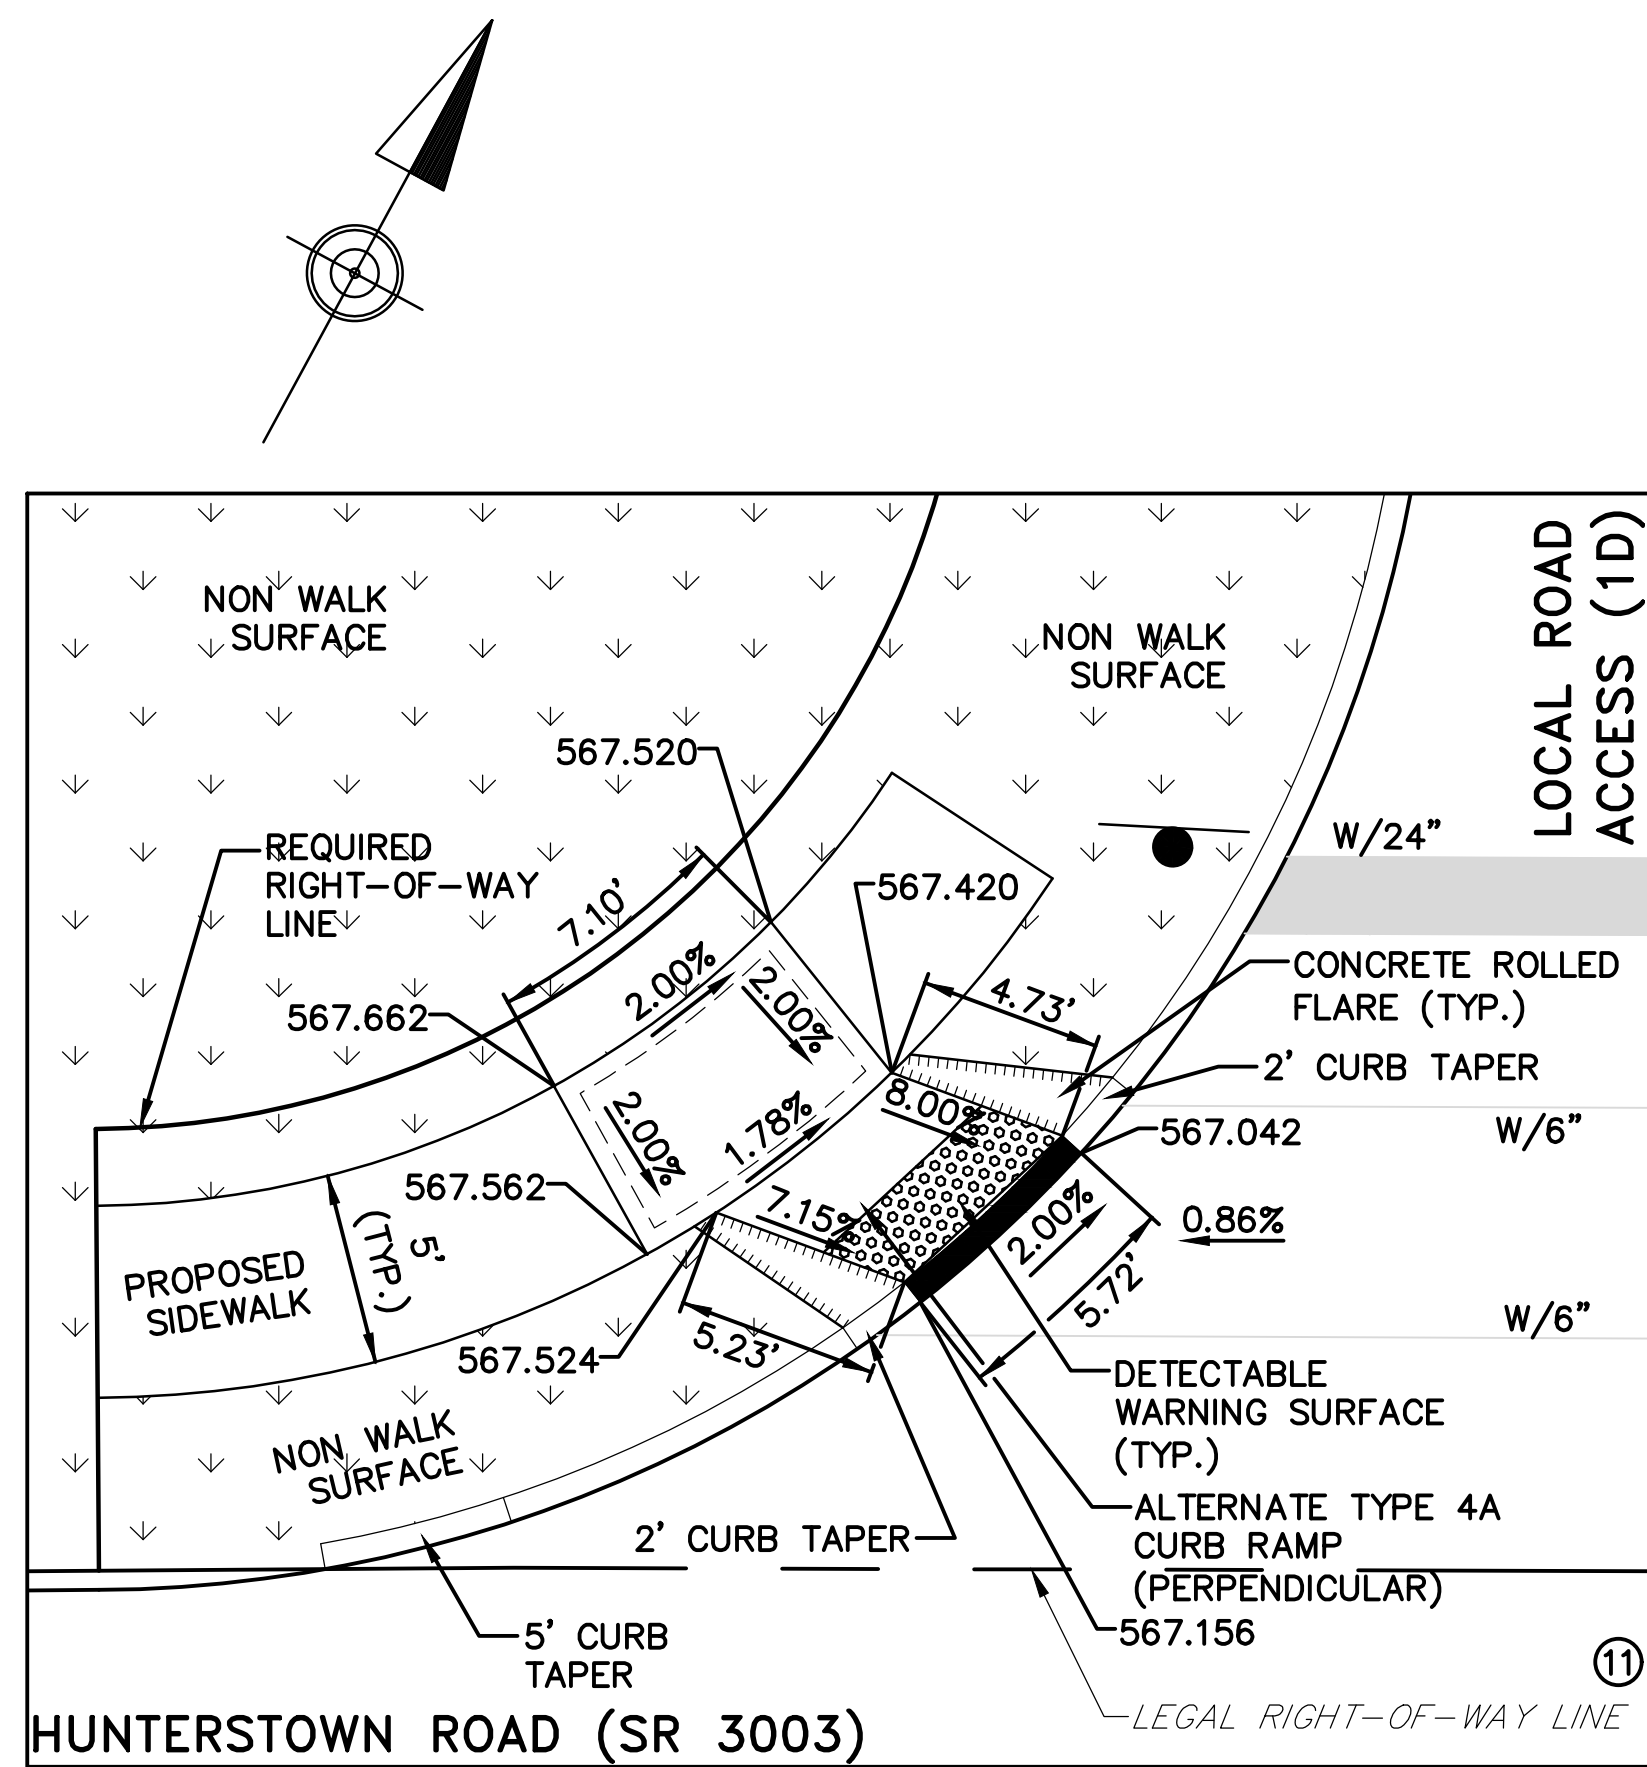 NON WALK
SURFACE
NON WALK
SURFACE
LOCAL ROAD
ACCESS (1D)
567.520
W/24”
REQUIRED
RIGHT-OF-WAY
LINE
7.10’
567.420
2.00%
2.00%
4.73’
CONCRETE ROLLED
FLARE (TYP.)
567.662
2’ CURB TAPER
8.00%
2.00%
1.78%
567.042
W/6”
567.562
7.15%
2.00%
0.86%
5’
(TYP.)
PROPOSED
SIDEWALK
5.72’
W/6”
567.524
5.23’
DETECTABLE
WARNING SURFACE
(TYP.)
NON WALK
SURFACE
ALTERNATE TYPE 4A
CURB RAMP
(PERPENDICULAR)
2’ CURB TAPER
567.156
5’ CURB
TAPER
11
LEGAL RIGHT-OF-WAY LINE
HUNTERSTOWN ROAD (SR 3003)